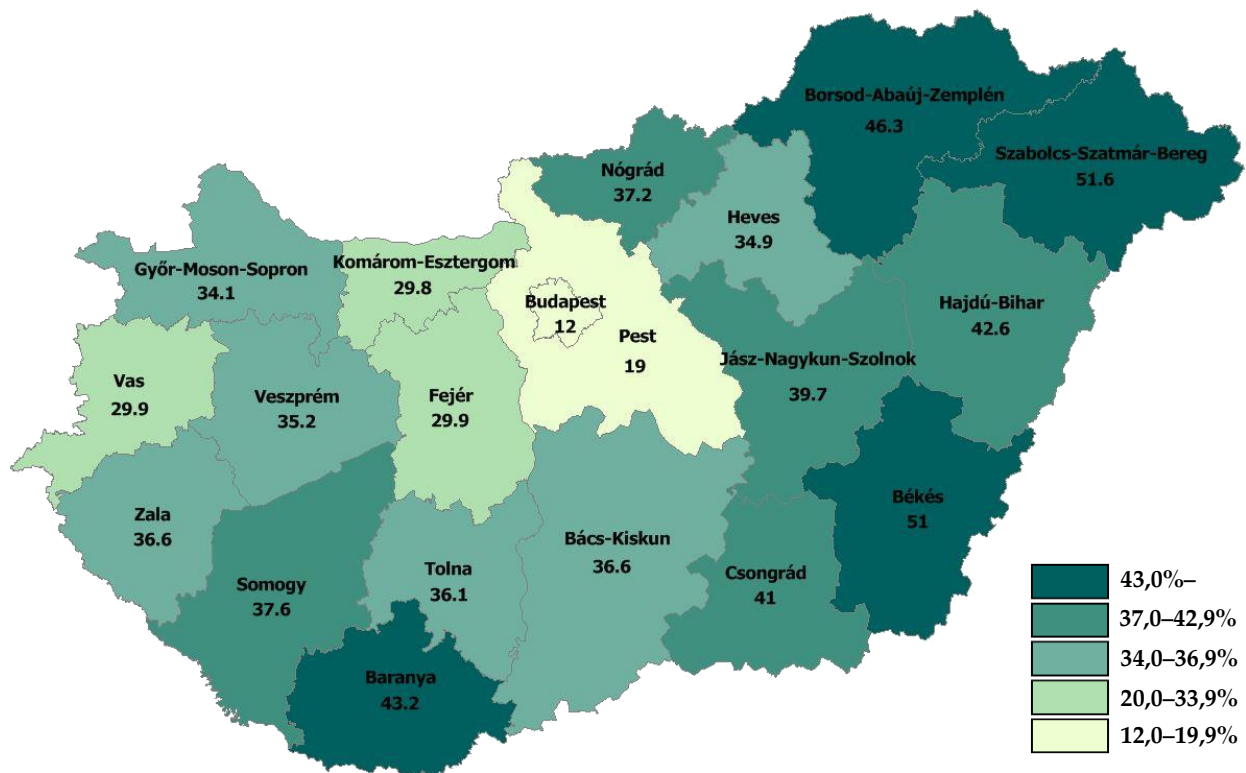 Borsod-Abaúj-Zemplén
46.3
Szabolcs-Szatmár-Bereg
51.6
Nógrád
37.2
Heves
34.9
Győr-Moson-Sopron
34.1
Komárom-Esztergom
29.8
Budapest
12
Pest
19
Hajdú-Bihar
42.6
Jász-Nagykun-Szolnok
39.7
Vas
29.9
Veszprém
35.2
Fejér
29.9
Békés
51
Zala
36.6
Somogy
37.6
Tolna
36.1
Bács-Kiskun
36.6
Csongrád
41
Baranya
43.2
43,0%–
37,0–42,9%
34,0–36,9%
20,0–33,9%
12,0–19,9%